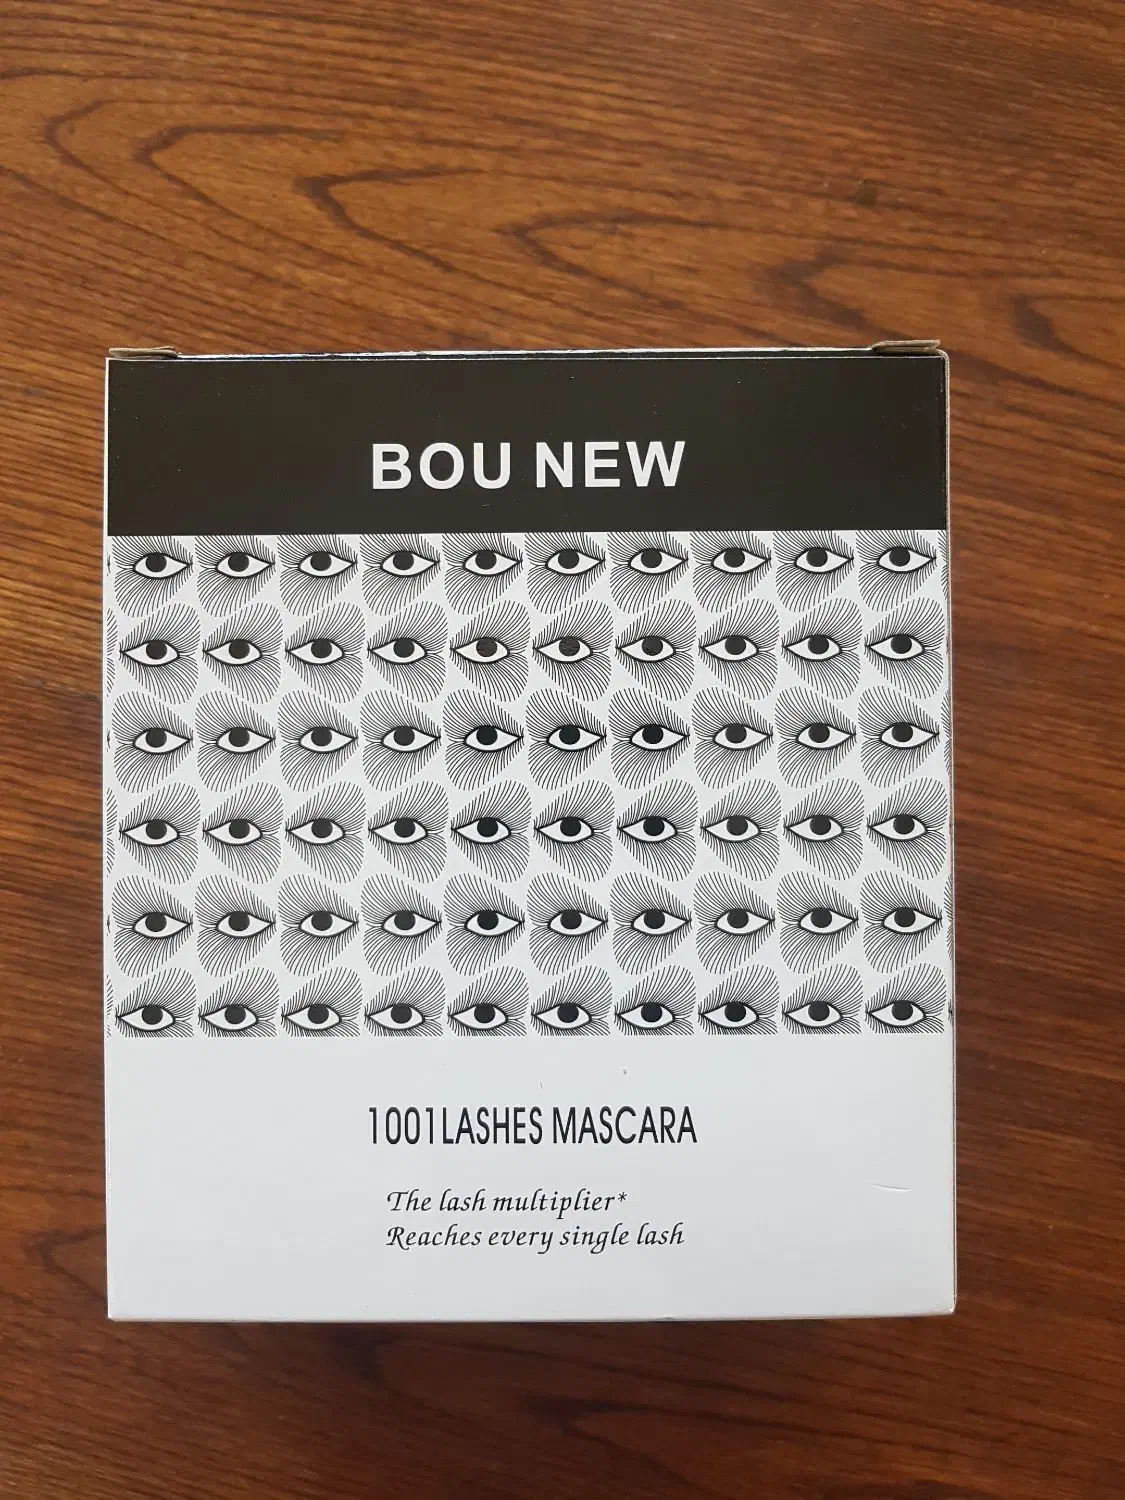 BOU NEW
1001LASHES MASCARA
The lash multiplier*
Reaches every single lash